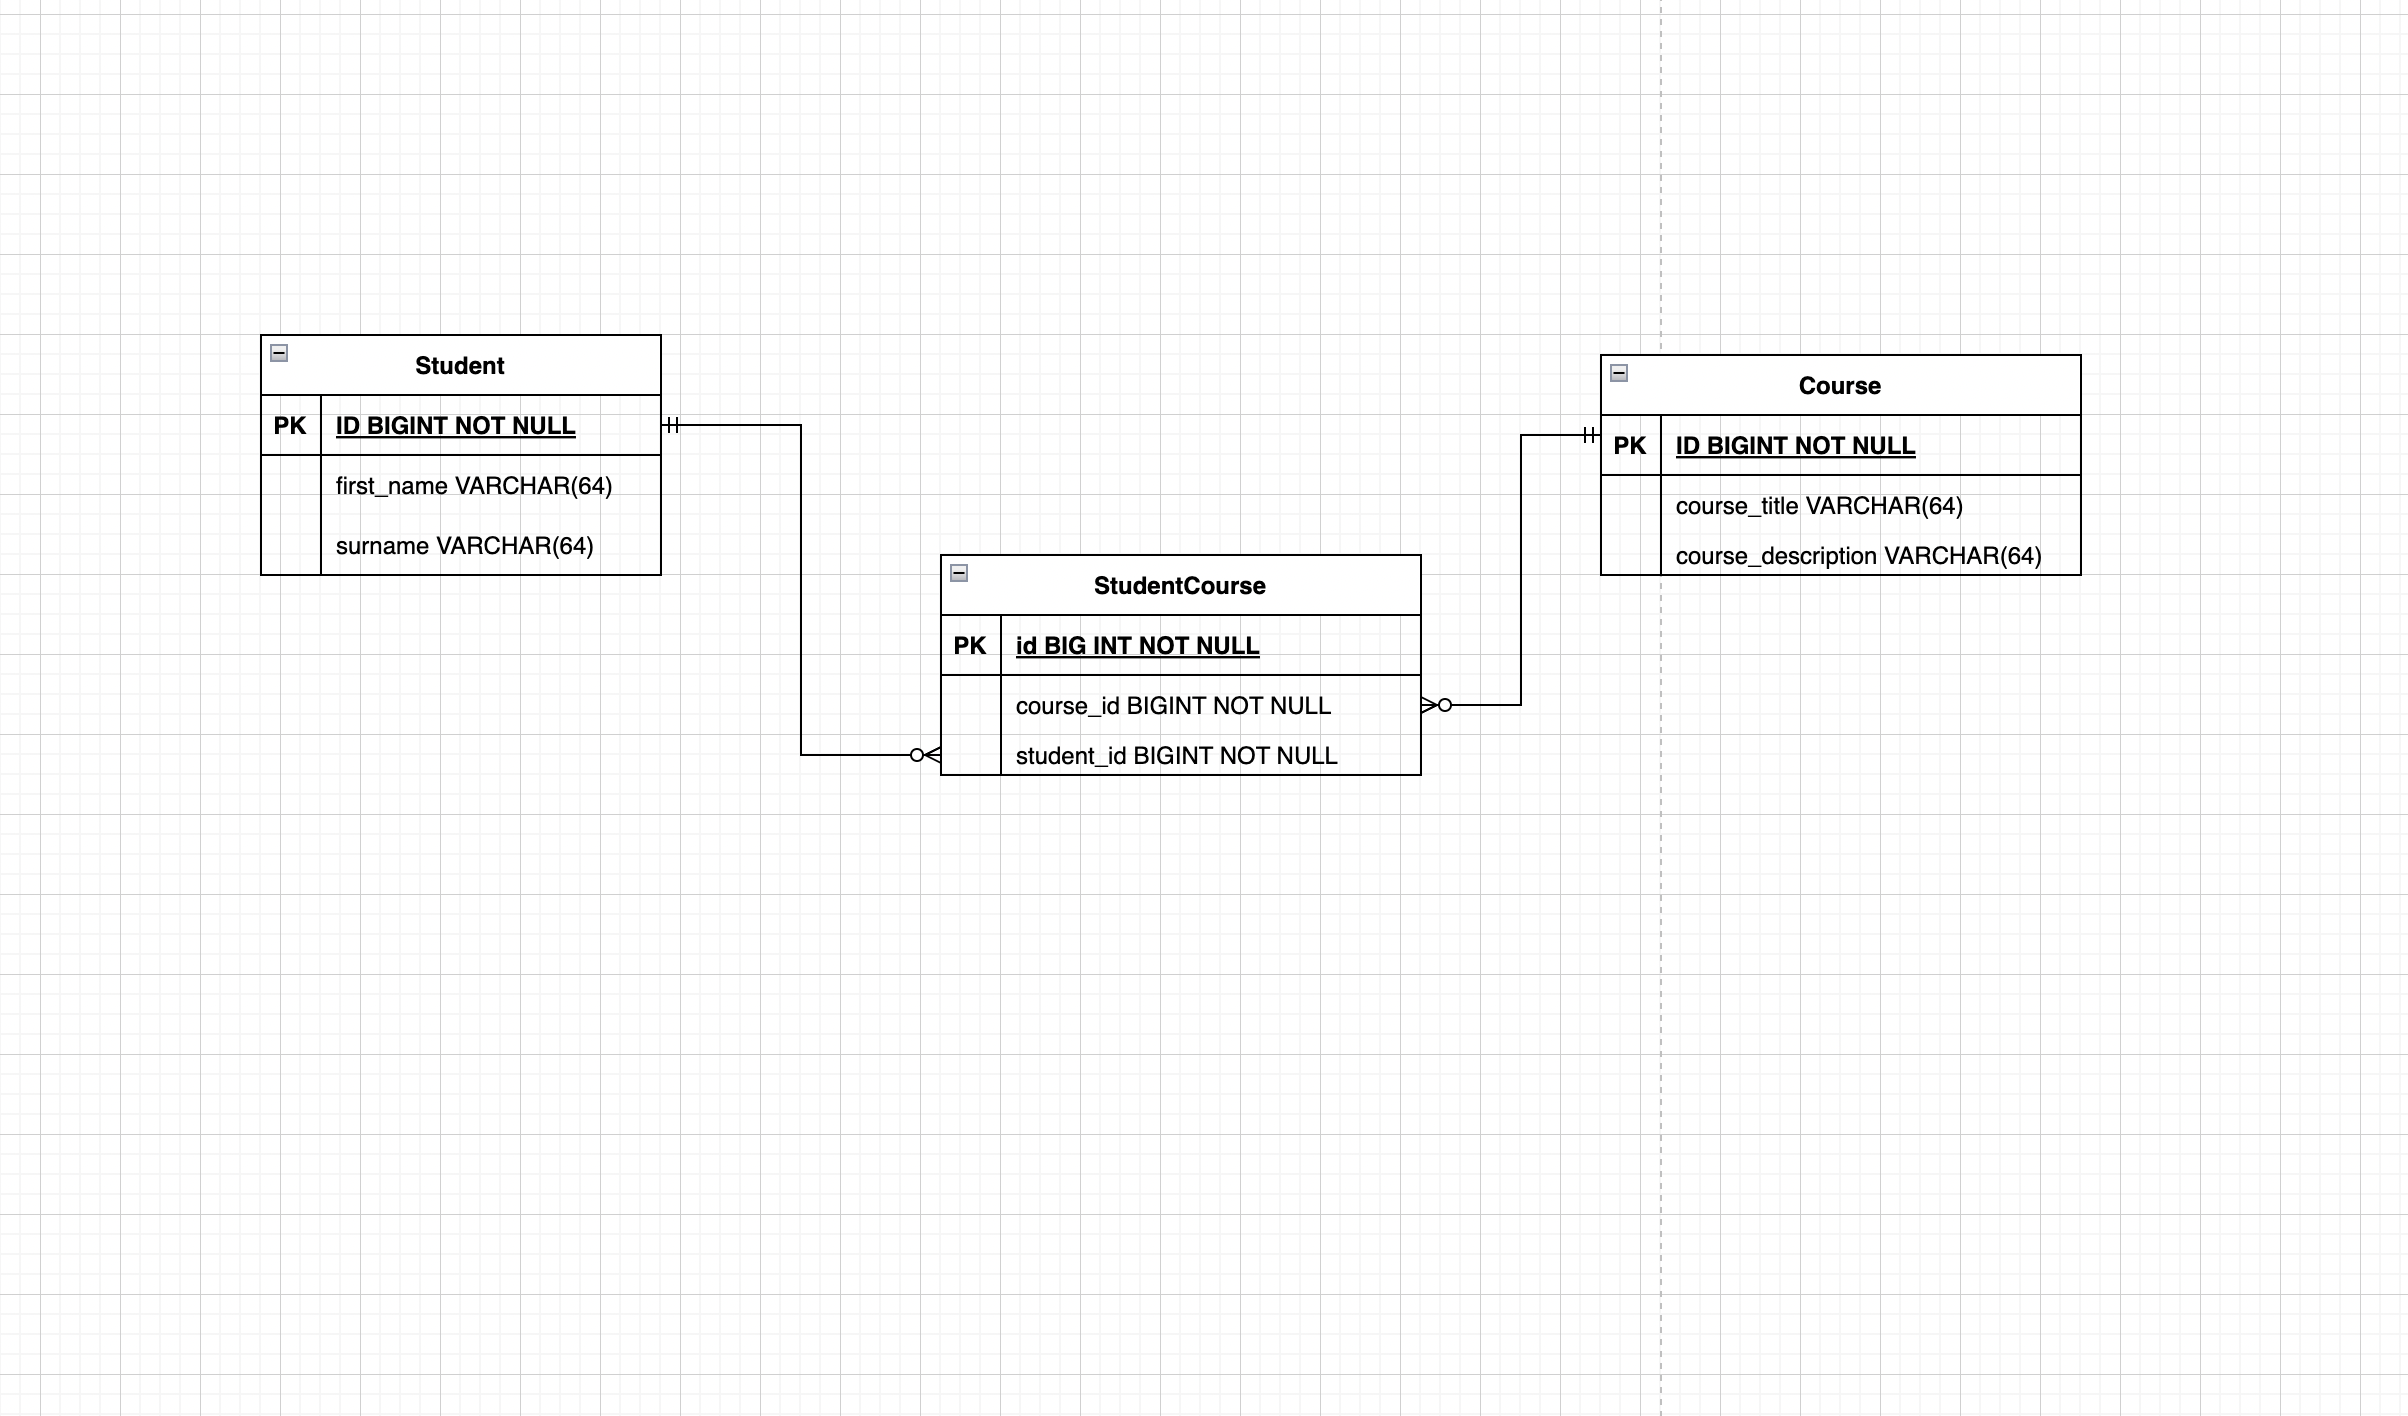 Student
PK ID BIGINT NOT NULL
first_name VARCHAR(64)
surname VARCHAR(64)
StudentCourse
PK id BIG INT NOT NULL
course_id BIGINT NOT NULL
student_id BIGINT NOT NULL
Course
PK ID BIGINT NOT NULL
course_title VARCHAR(64)
course_description VARCHAR(64)